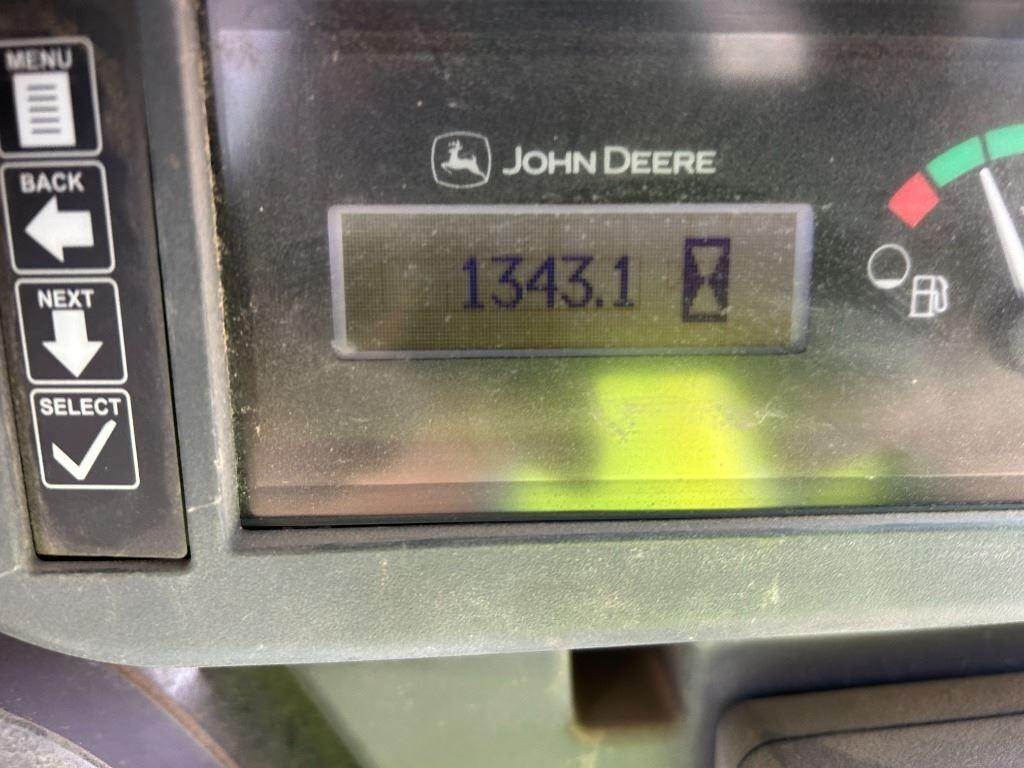 MENU
BACK
NEXT
SELECT
JOHN DEERE
1343.1